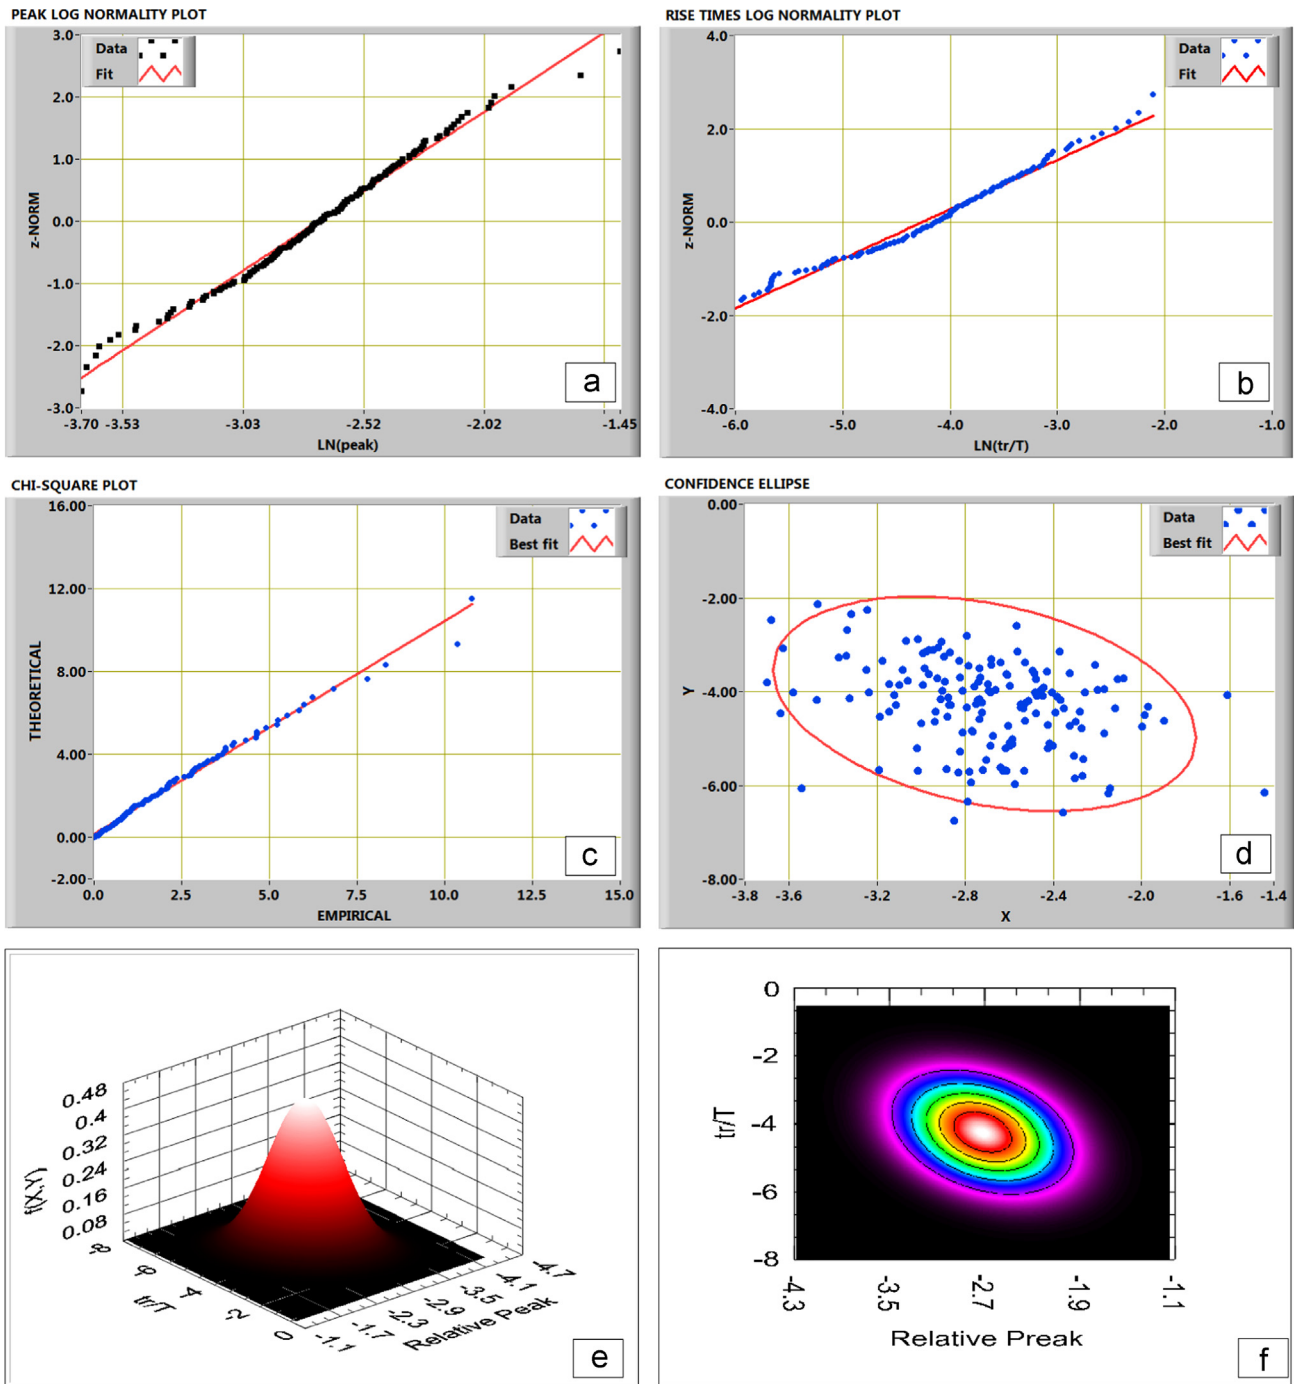 PEAK LOG NORMALITY PLOT
3.0
2.0
1.0
0.0
-1.0
-2.0
-3.0
z-NORM
Data
Fit
a
-3.70 -3.53 -3.03 -2.52 -2.02 -1.45
LN(peak)
RISE TIMES LOG NORMALITY PLOT
4.0
2.0
0.0
-2.0
-4.0
z-NORM
Data
Fit
b
-6.0 -5.0 -4.0 -3.0 -2.0 -1.0
LN(tr/T)
CHI-SQUARE PLOT
16.00
12.00
8.00
4.00
0.00
-2.00
THEORETICAL
Data
Best fit
c
0.0 2.5 5.0 7.5 10.0 12.5 15.0
EMPIRICAL
CONFIDENCE ELLIPSE
0.00
-2.00
-4.00
-6.00
-8.00
Y
Data
Best fit
d
-3.8 -3.6 -3.2 -2.8 -2.4 -2.0 -1.6 -1.4
X
0.48
0.4
0.32
0.24
0.16
0.08
f(X,Y)
-8
-6
-4
-2
0
tr/T
-1.1
-1.7
-2.3
-2.9
-3.5
-4.1
-4.7
Relative Peak
e
0
-2
-4
-6
-8
tr/T
-4.3 -3.5 -2.7 -1.9 -1.1
Relative Preak
f